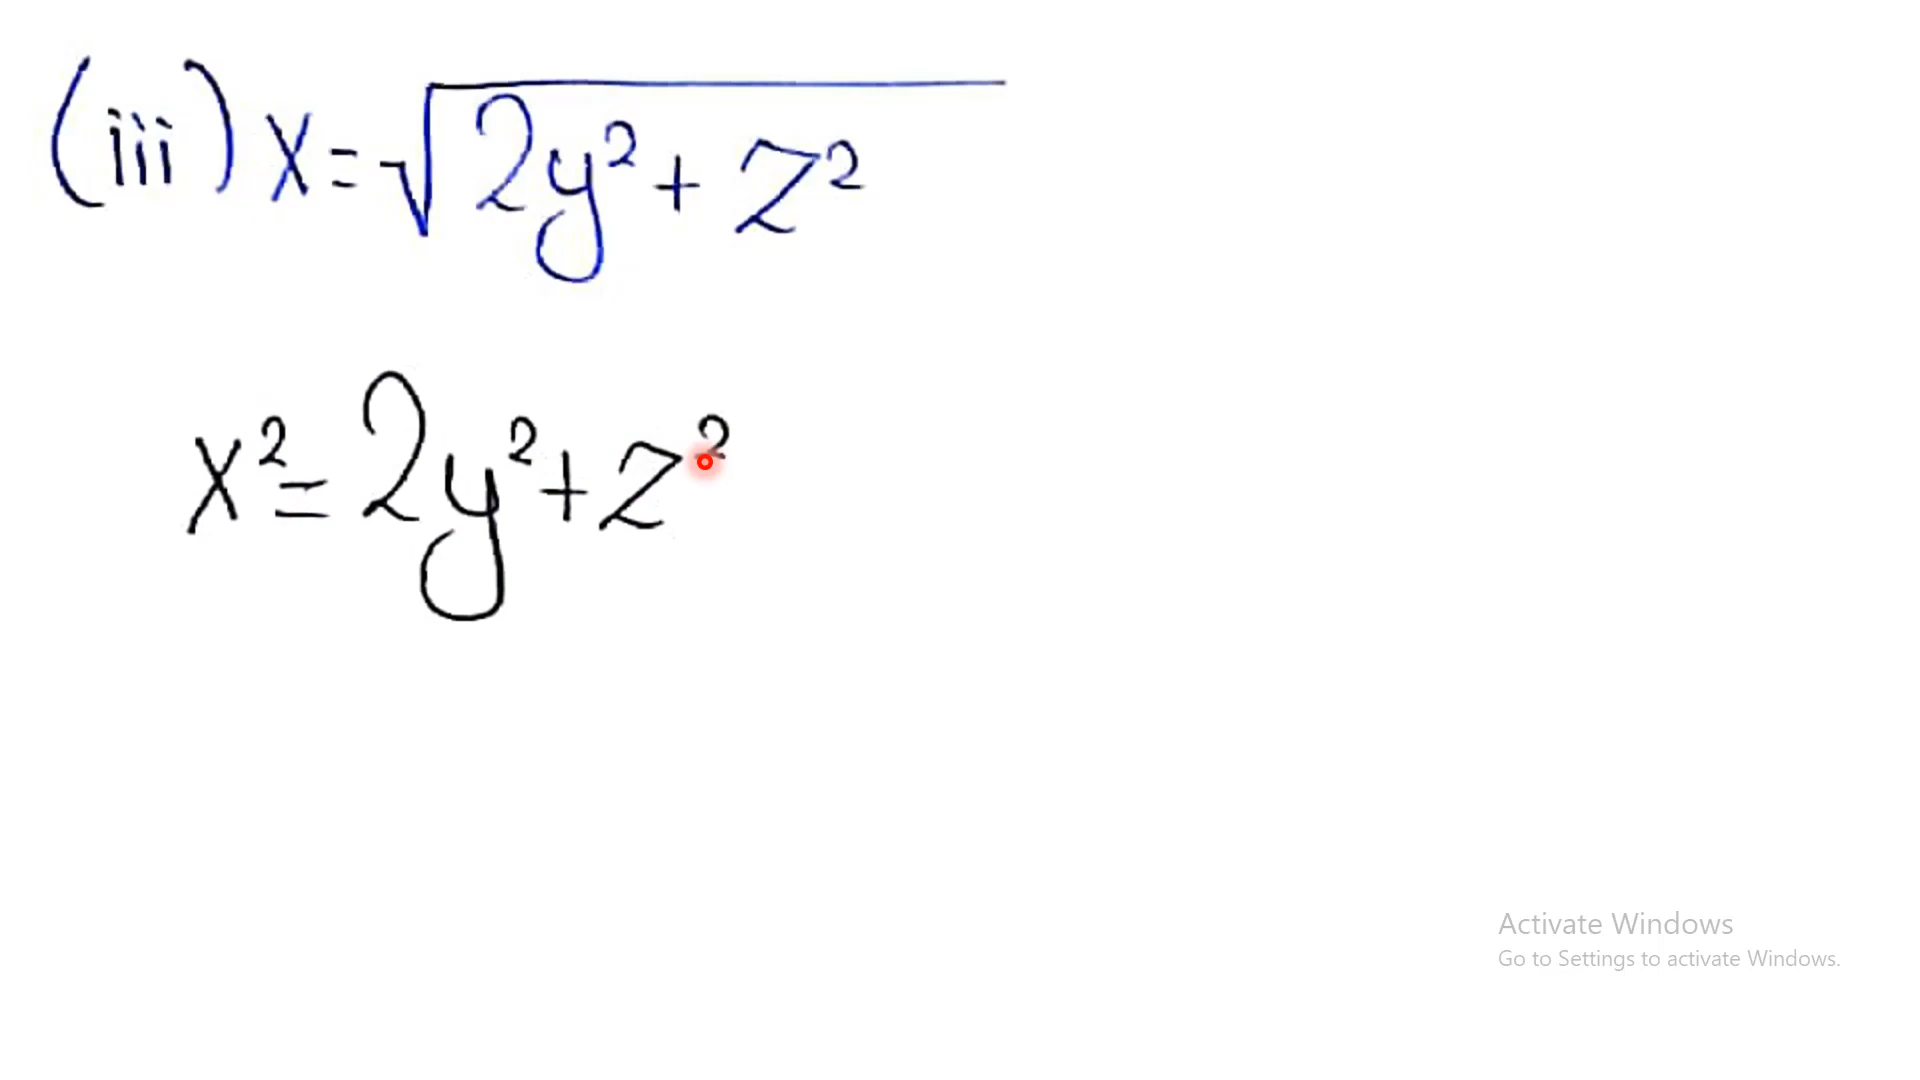 (iii) x = √2y² + z²
x² = 2y² + z²
Activate Windows
Go to Settings to activate Windows.